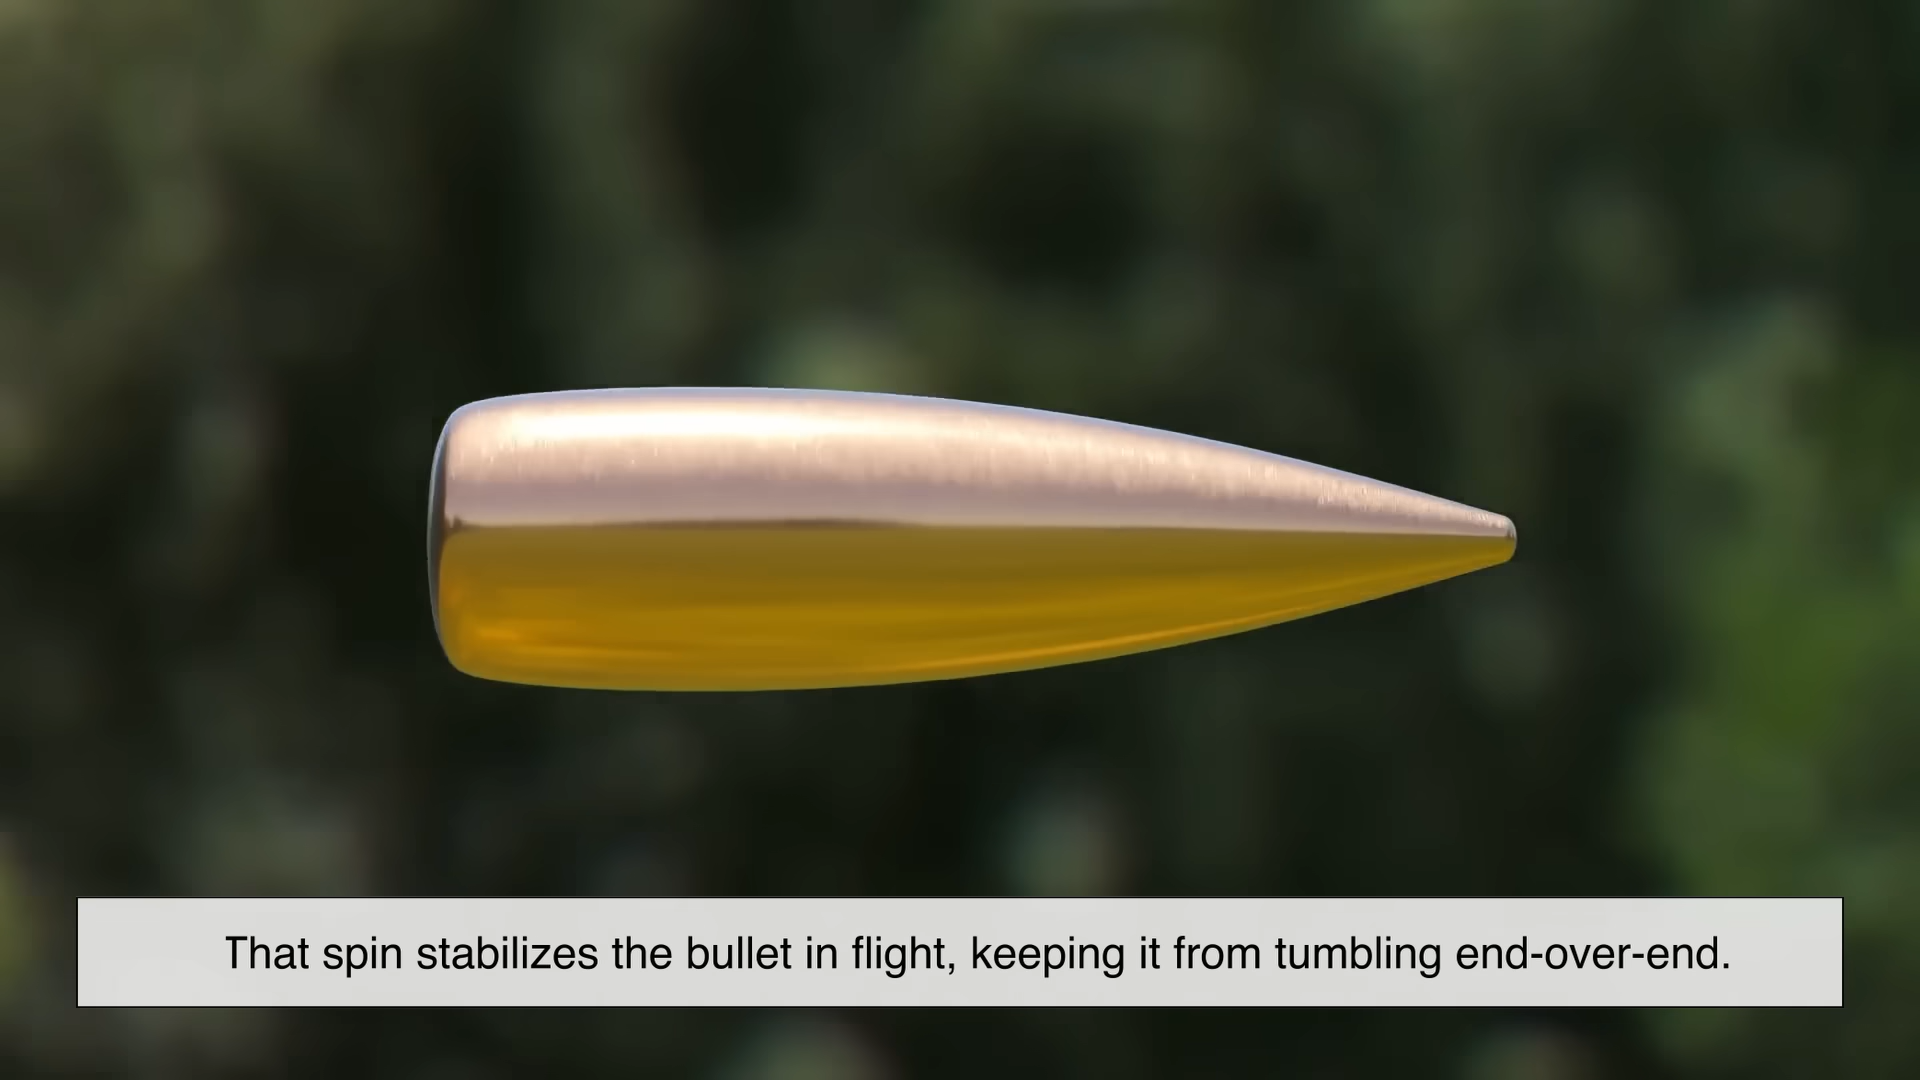 That spin stabilizes the bullet in flight, keeping it from tumbling end-over-end.